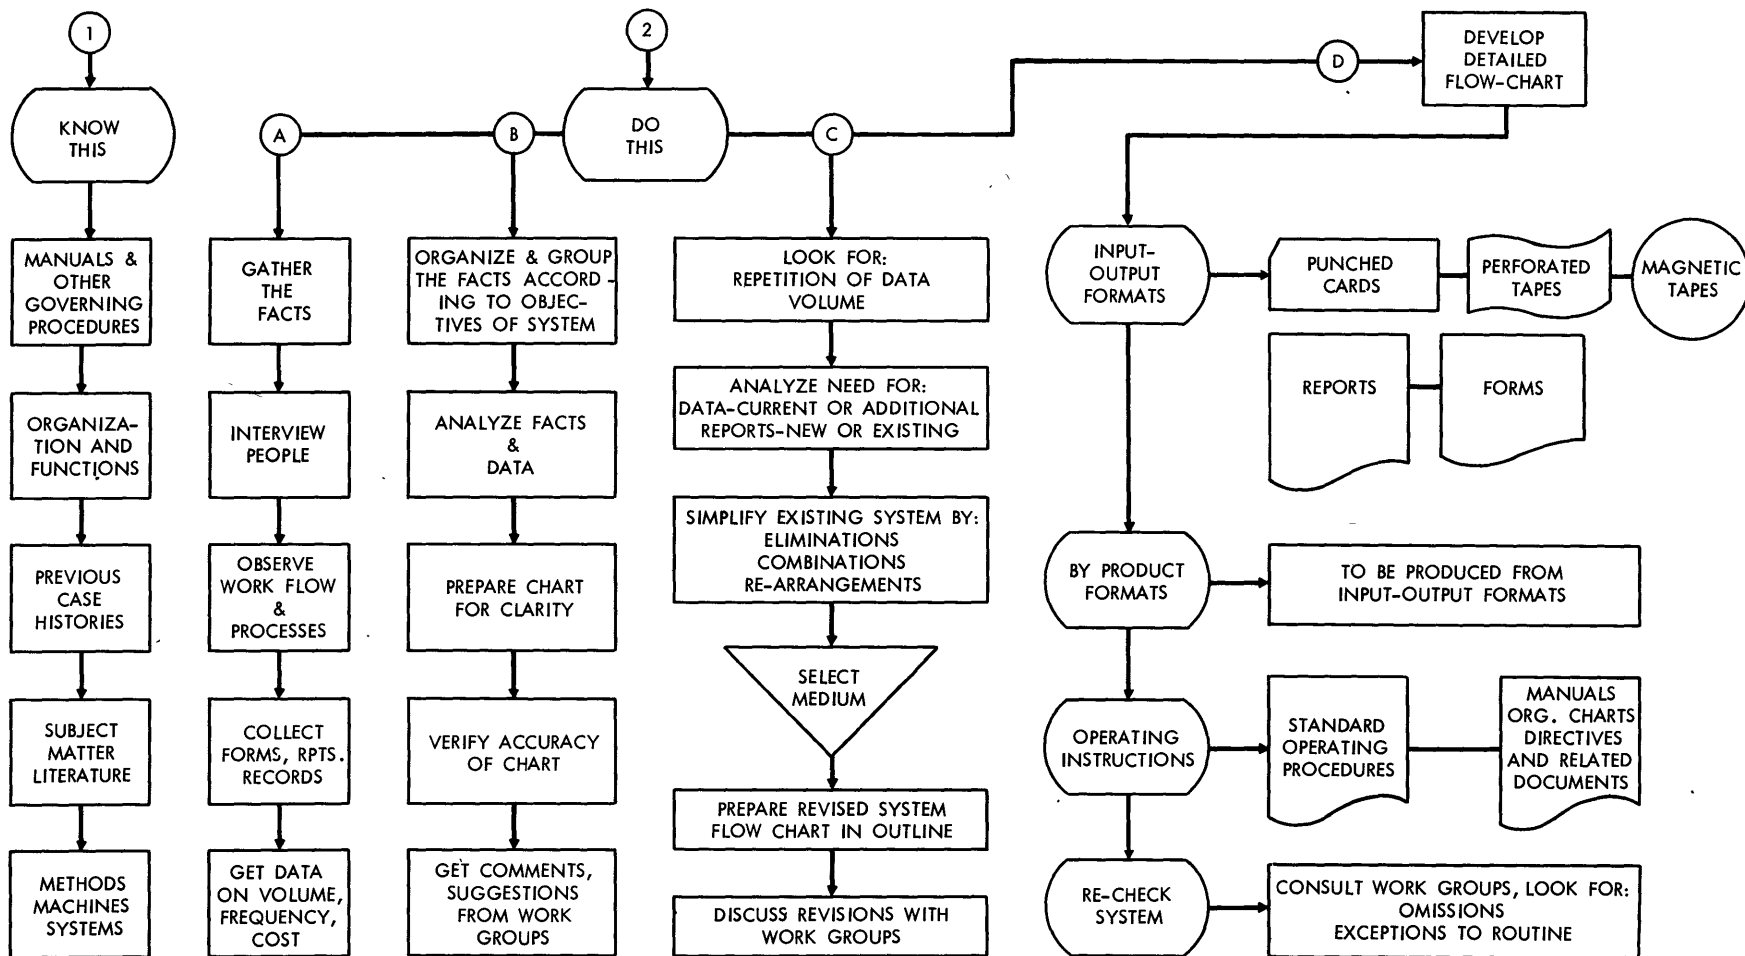 1
KNOW
THIS
MANUALS &
OTHER
GOVERNING
PROCEDURES
ORGANIZA-
TION AND
FUNCTIONS
PREVIOUS
CASE
HISTORIES
SUBJECT
MATTER
LITERATURE
METHODS
MACHINES
SYSTEMS
2
DO
THIS
A
GATHER
THE
FACTS
INTERVIEW
PEOPLE
OBSERVE
WORK FLOW
&
PROCESSES
COLLECT
FORMS, RPTS.
RECORDS
GET DATA
ON VOLUME,
FREQUENCY,
COST
B
ORGANIZE & GROUP
THE FACTS ACCORD-
ING TO OBJEC-
TIVES OF SYSTEM
ANALYZE FACTS
&
DATA
PREPARE CHART
FOR CLARITY
VERIFY ACCURACY
OF CHART
GET COMMENTS,
SUGGESTIONS
FROM WORK
GROUPS
C
LOOK FOR:
REPETITION OF DATA
VOLUME
ANALYZE NEED FOR:
DATA-CURRENT OR ADDITIONAL
REPORTS-NEW OR EXISTING
SIMPLIFY EXISTING SYSTEM BY:
ELIMINATIONS
COMBINATIONS
RE-ARRANGEMENTS
SELECT
MEDIUM
PREPARE REVISED SYSTEM
FLOW CHART IN OUTLINE
DISCUSS REVISIONS WITH
WORK GROUPS
D
DEVELOP
DETAILED
FLOW-CHART
INPUT-
OUTPUT
FORMATS
PUNCHED
CARDS
PERFORATED
TAPES
MAGNETIC
TAPES
REPORTS
FORMS
BY PRODUCT
FORMATS
TO BE PRODUCED FROM
INPUT-OUTPUT FORMATS
OPERATING
INSTRUCTIONS
STANDARD
OPERATING
PROCEDURES
MANUALS
ORG. CHARTS
DIRECTIVES
AND RELATED
DOCUMENTS
RE-CHECK
SYSTEM
CONSULT WORK GROUPS, LOOK FOR:
OMISSIONS
EXCEPTIONS TO ROUTINE